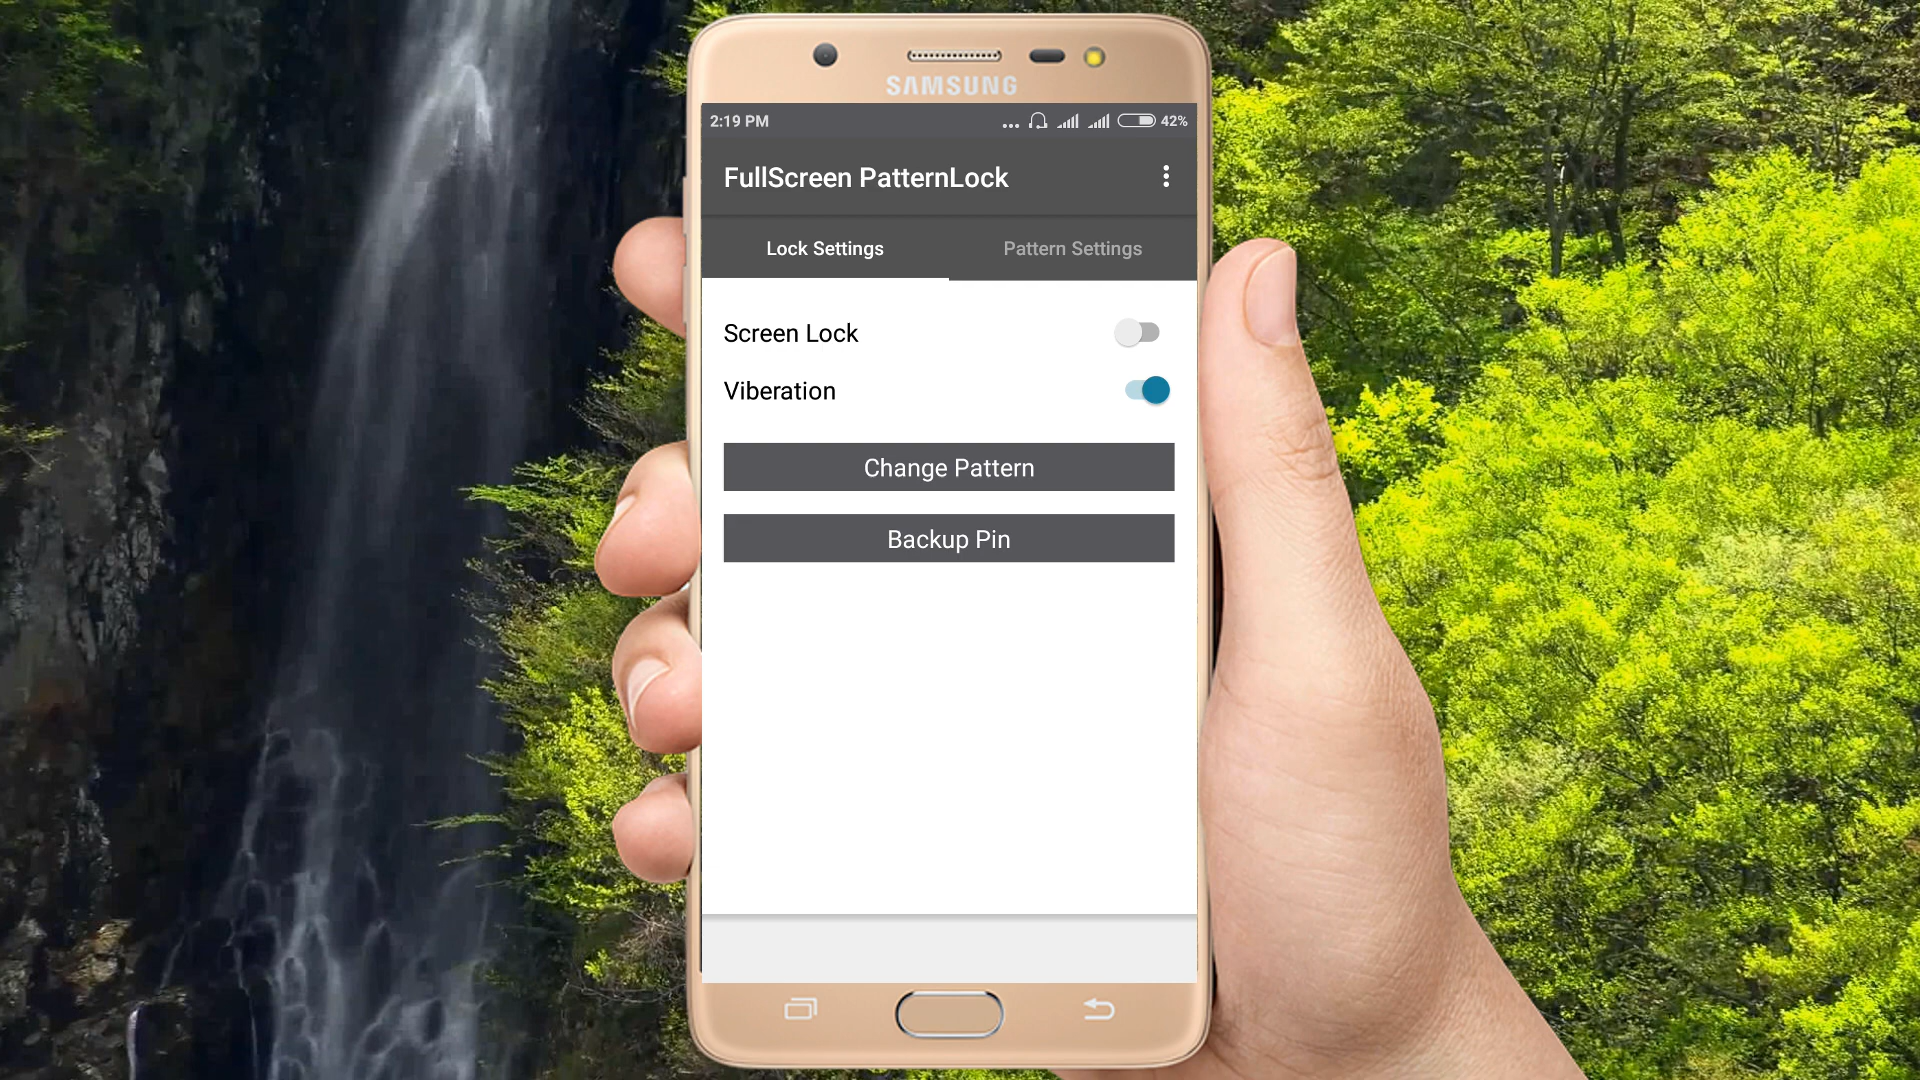 SAMSUNG
2:19 PM ... 42%
FullScreen PatternLock
Lock Settings Pattern Settings
Screen Lock
Viberation
Change Pattern
Backup Pin